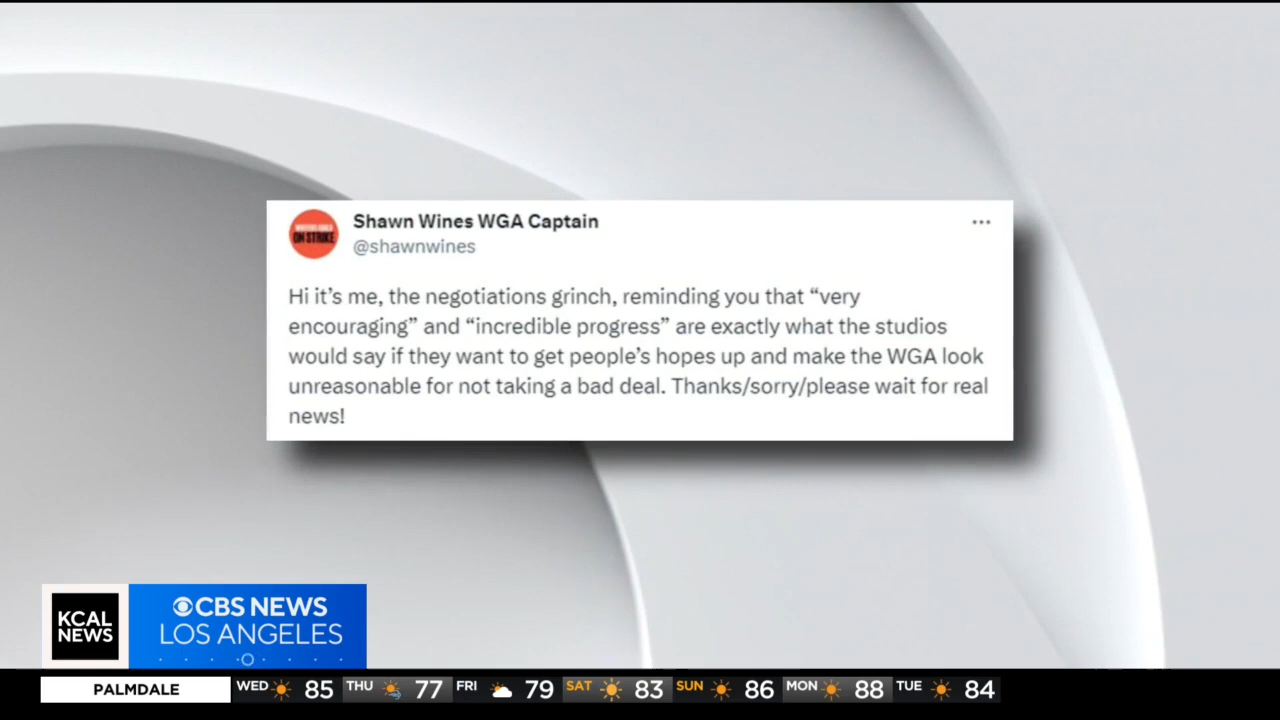 Shawn Wines WGA Captain
@shawnwines
ON STRIKE
Hi it's me, the negotiations grinch, reminding you that “very
encouraging” and “incredible progress” are exactly what the studios
would say if they want to get people's hopes up and make the WGA look
unreasonable for not taking a bad deal. Thanks/sorry/please wait for real
news!
KCAL
NEWS
CBS NEWS
LOS ANGELES
PALMDALE WED 85 THU 77 FRI 79 SAT 83 SUN 86 MON 88 TUE 84